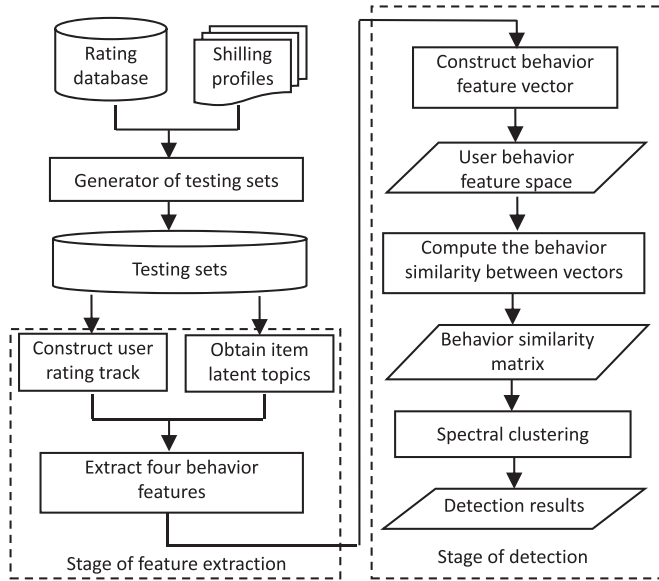 Rating
database
Shilling
profiles
Generator of testing sets
Testing sets
Construct user
rating track
Obtain item
latent topics
Extract four behavior
features
Stage of feature extraction
Construct behavior
feature vector
User behavior
feature space
Compute the behavior
similarity between vectors
Behavior similarity
matrix
Spectral clustering
Detection results
Stage of detection